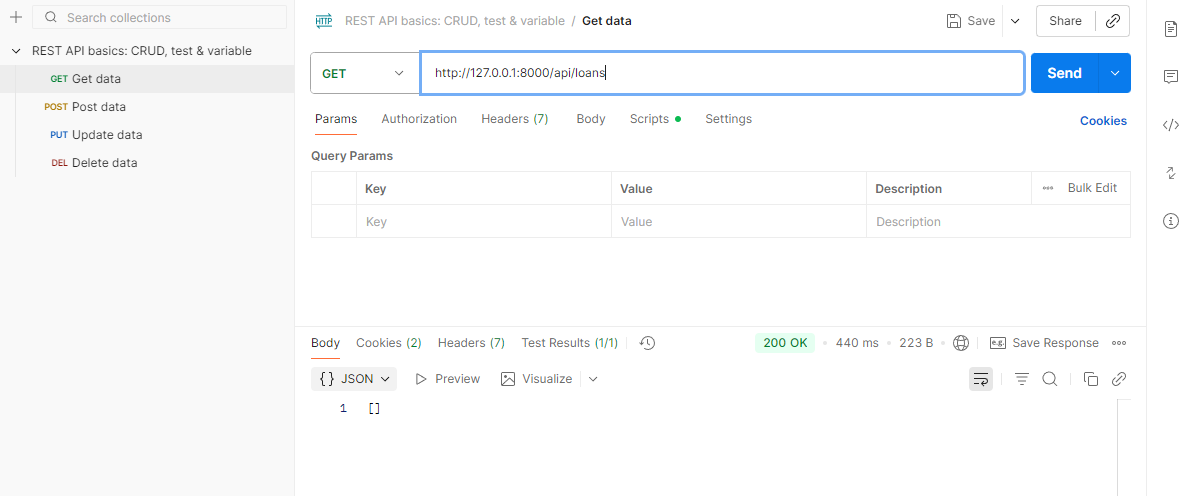 Search collections
REST API basics: CRUD, test & variable
GET Get data
POST Post data
PUT Update data
DEL Delete data
HTTP REST API basics: CRUD, test & variable / Get data
Save
Share
GET http://127.0.0.1:8000/api/loans Send
Params Authorization Headers (7) Body Scripts Settings Cookies
Query Params
Key Value Description ••• Bulk Edit
Key Value Description
Body Cookies (2) Headers (7) Test Results (1/1) 200 OK • 440 ms • 223 B e.g. Save Response •••
{} JSON Preview Visualize
1 []